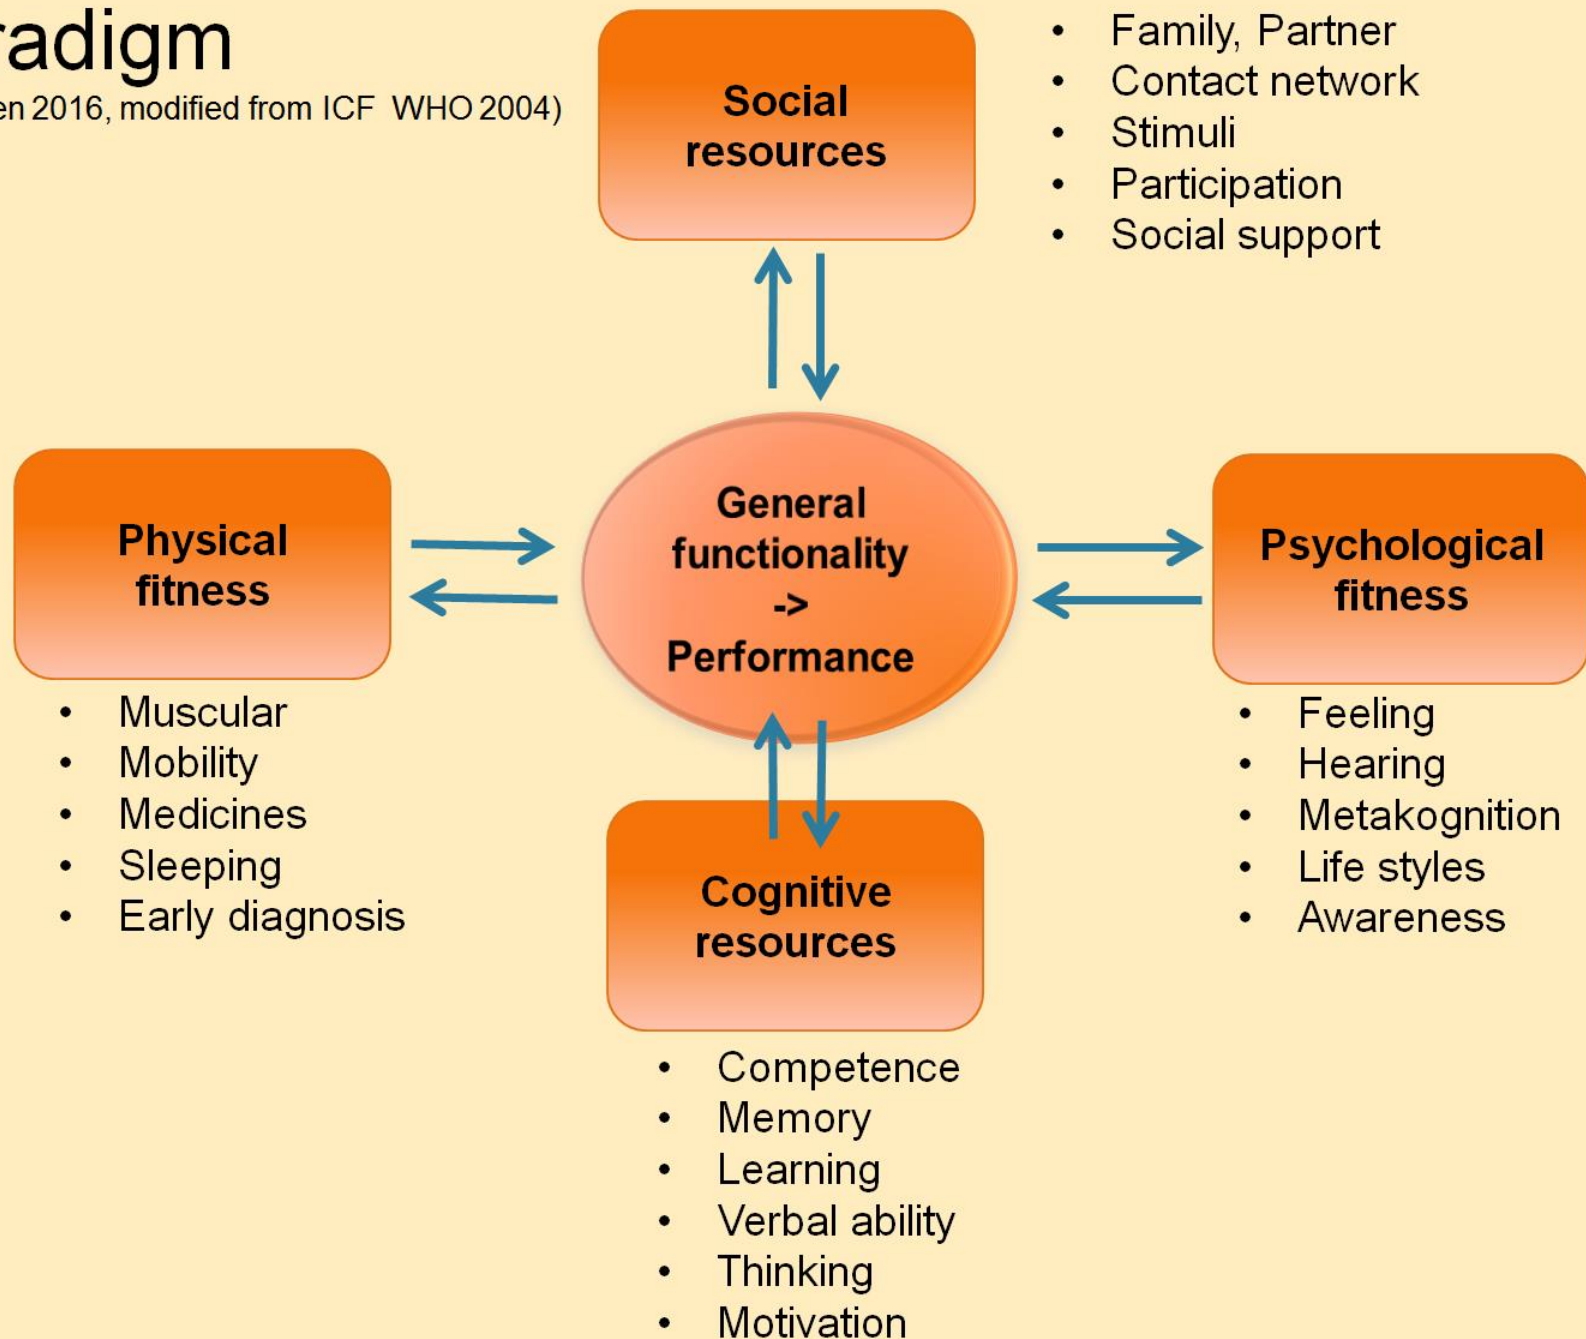 radigm
en 2016, modified from ICF WHO 2004)
Social
resources
• Family, Partner
• Contact network
• Stimuli
• Participation
• Social support
General
functionality
->
Performance
Physical
fitness
• Muscular
• Mobility
• Medicines
• Sleeping
• Early diagnosis
Psychological
fitness
• Feeling
• Hearing
• Metakognition
• Life styles
• Awareness
Cognitive
resources
• Competence
• Memory
• Learning
• Verbal ability
• Thinking
• Motivation